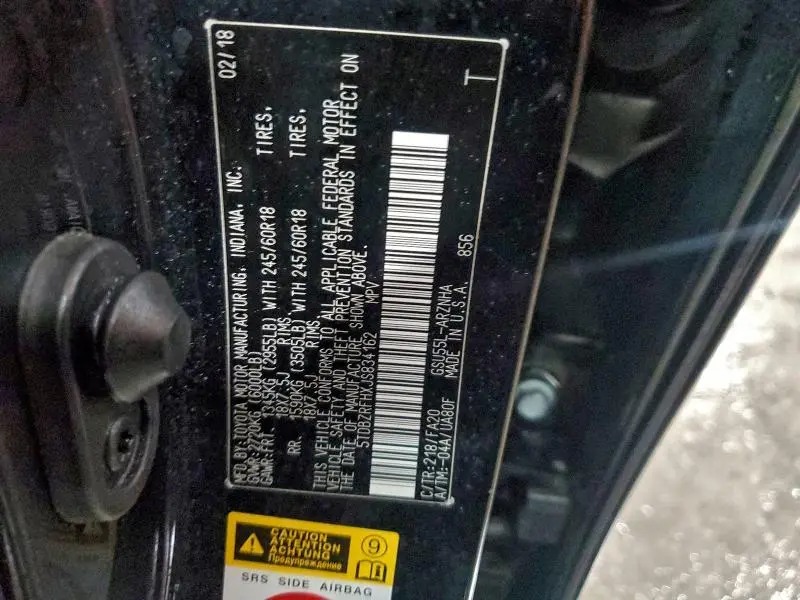 MFD.BY:TOYOTA MOTOR MANUFACTURING, INDIANA, INC. 02/18
GVWR:2720KG (6000LB)
GAWR:FRT. 1345KG (2955LB) WITH 245/60R18 TIRES,
18X7.5J RIMS,
RR. 1590KG (3505LB) WITH 245/60R18 TIRES,
18X7.5J RIMS.
THIS VEHICLE CONFORMS TO ALL APPLICABLE FEDERAL MOTOR
VEHICLE SAFETY AND THEFT PREVENTION STANDARDS IN EFFECT ON
THE DATE OF MANUFACTURE SHOWN ABOVE.
5TDBZRFHXJS834162 MPV
C/TR:218/FA20 GSU55L-ARZNHA 856
A/TM:-04A/UA80F MADE IN U.S.A. T
CAUTION
ATTENTION
ACHTUNG
Предупреждение
9
SRS SIDE AIRBAG